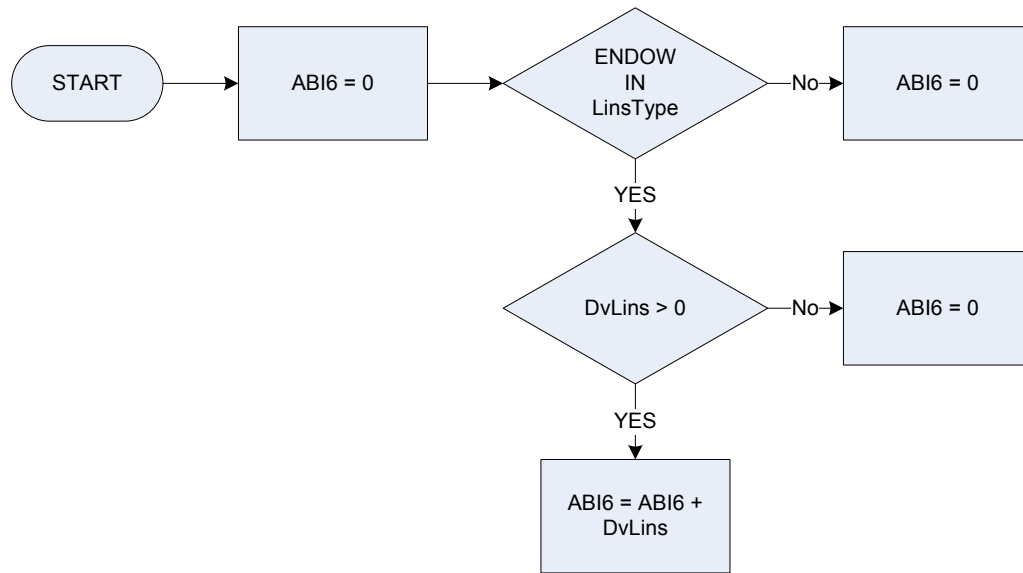 START
ABI6 = 0
ENDOW
IN
LinsType
No
ABI6 = 0
YES
DvLins > 0
No
ABI6 = 0
YES
ABI6 = ABI6 +
DvLins